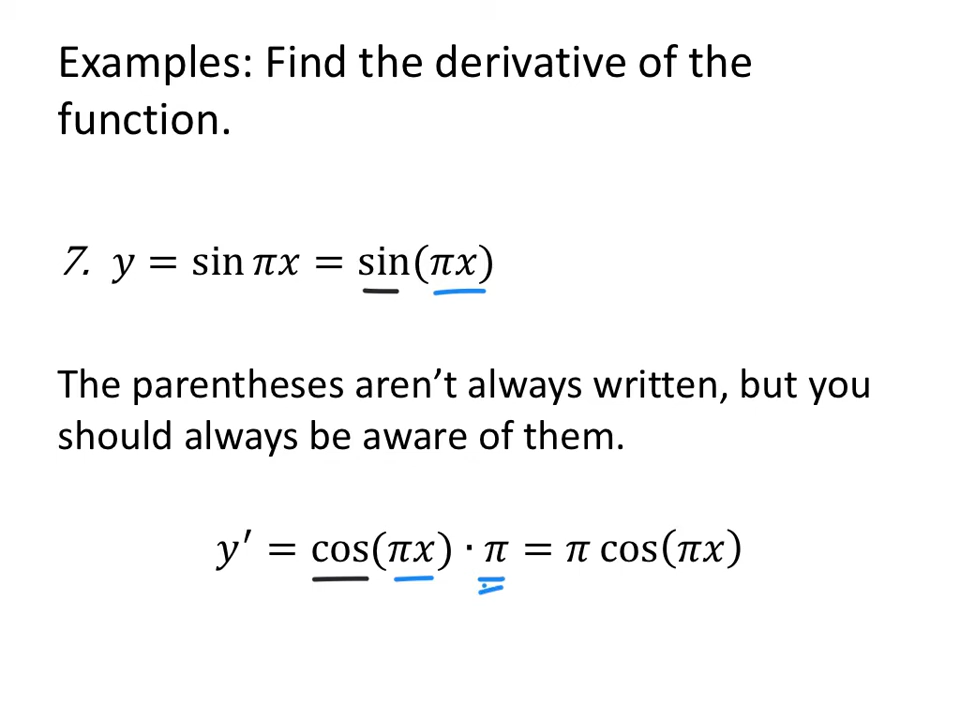 Examples: Find the derivative of the
function.
7. y = sin πx = sin(πx)
The parentheses aren’t always written, but you
should always be aware of them.
y′ = cos(πx) · π = π cos(πx)